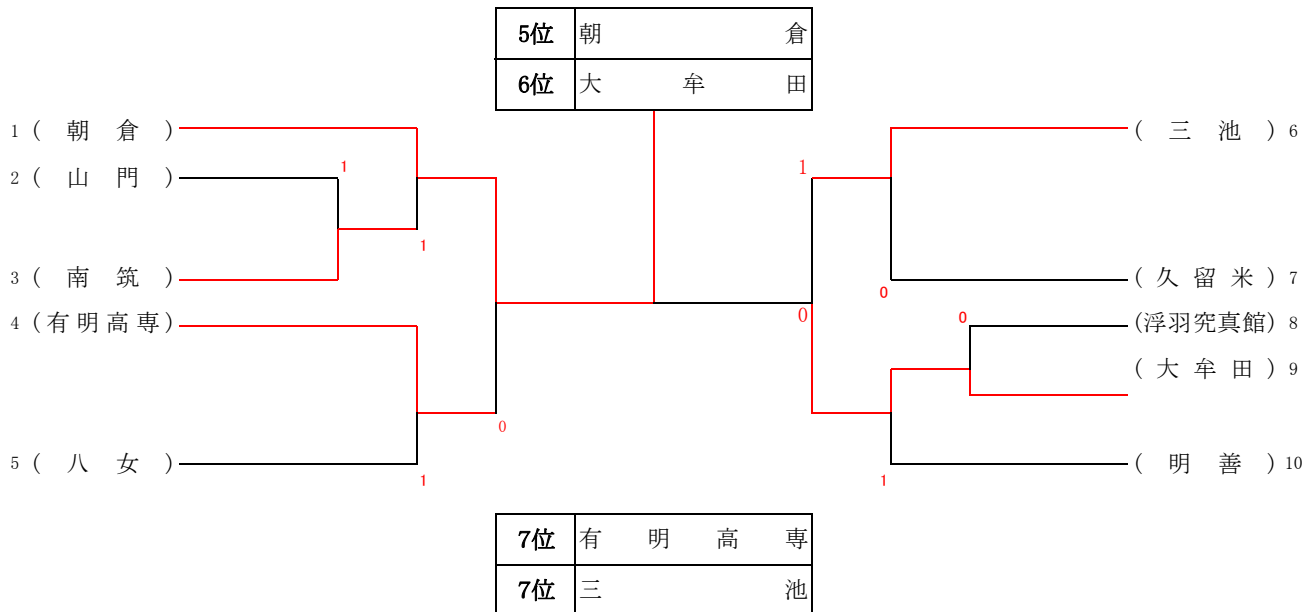 5位 朝倉
6位 大牟田
1 ( 朝倉 )
( 三池 ) 6
1
1
2 ( 山門 )
1
3 ( 南筑 )
( 久留米 ) 7
0
4 (有明高専)
0
0
(浮羽究真館) 8
( 大牟田 ) 9
0
5 ( 八女 )
( 明善 ) 10
1
1
7位 有明高専
7位 三池